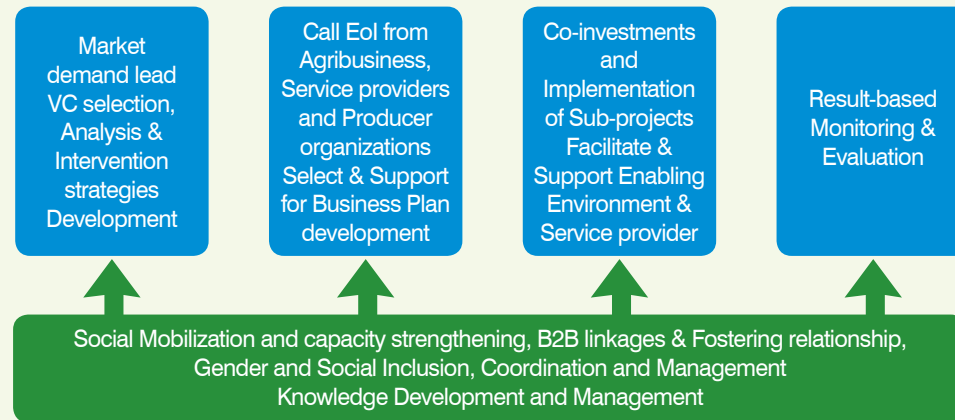 Market
demand lead
VC selection,
Analysis &
Intervention
strategies
Development
Call EoI from
Agribusiness,
Service providers
and Producer
organizations
Select & Support
for Business Plan
development
Co-investments
and
Implementation
of Sub-projects
Facilitate &
Support Enabling
Environment &
Service provider
Result-based
Monitoring &
Evaluation
Social Mobilization and capacity strengthening, B2B linkages & Fostering relationship,
Gender and Social Inclusion, Coordination and Management
Knowledge Development and Management